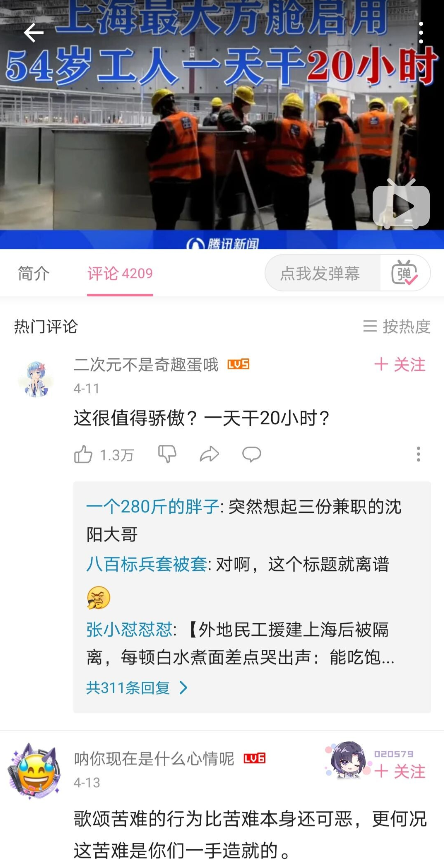 上海最大方舱启用
54岁工人一天干20小时
腾讯新闻
简介
评论 4209
点我发弹幕
弹
热门评论
按热度
二次元不是奇趣蛋哦 LV5
+ 关注
4-11
这很值得骄傲？一天干20小时？
1.3万
一个280斤的胖子: 突然想起三份兼职的沈
阳大哥
八百标兵套被套: 对啊，这个标题就离谱
张小怼怼怼: 【外地民工援建上海后被隔
离，每顿白水煮面差点哭出声：能吃饱...
共311条回复 >
呐你现在是什么心情呢 LV6
020579
+ 关注
4-13
歌颂苦难的行为比苦难本身还可恶，更何况
这苦难是你们一手造就的。